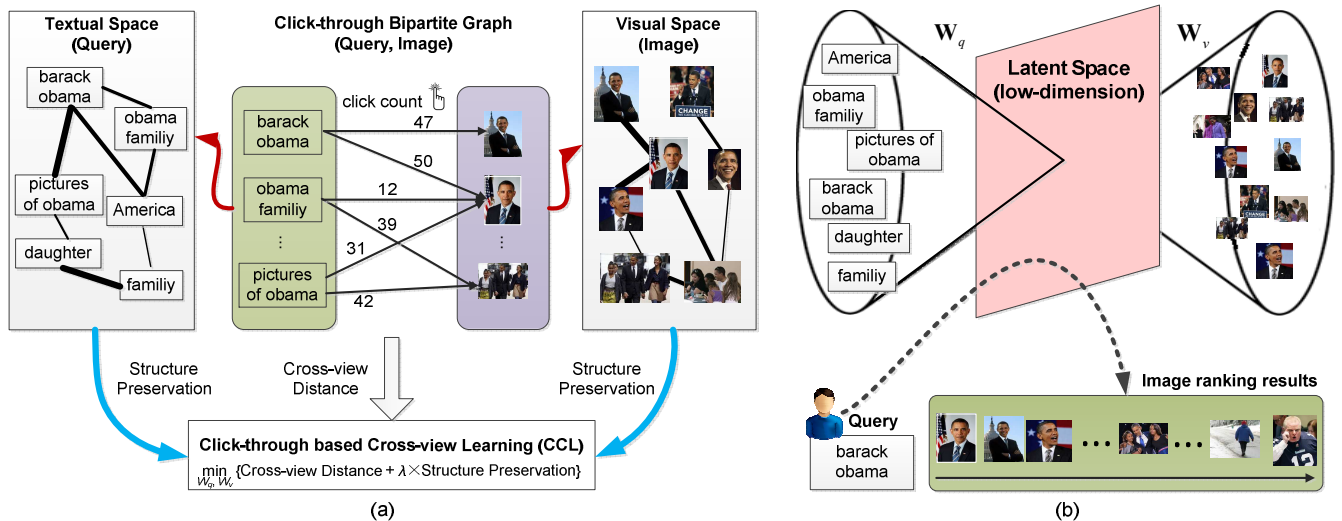 Textual Space
(Query)
barack
obama
obama
familiy
pictures
of obama
America
daughter
familiy
Click-through Bipartite Graph
(Query, Image)
click count
barack
obama
obama
familiy
⋮
pictures
of obama
47
50
12
39
31
42
⋮
Visual Space
(Image)
CHANGE
Structure
Preservation
Cross-view
Distance
Structure
Preservation
Click-through based Cross-view Learning (CCL)
min {Cross-view Distance + λ×Structure Preservation}
Wq, Wv
(a)
Wq
Wv
America
obama
familiy
pictures of
obama
barack
obama
daughter
familiy
Latent Space
(low-dimension)
CHANGE
Image ranking results
Query
barack
obama
12
(b)